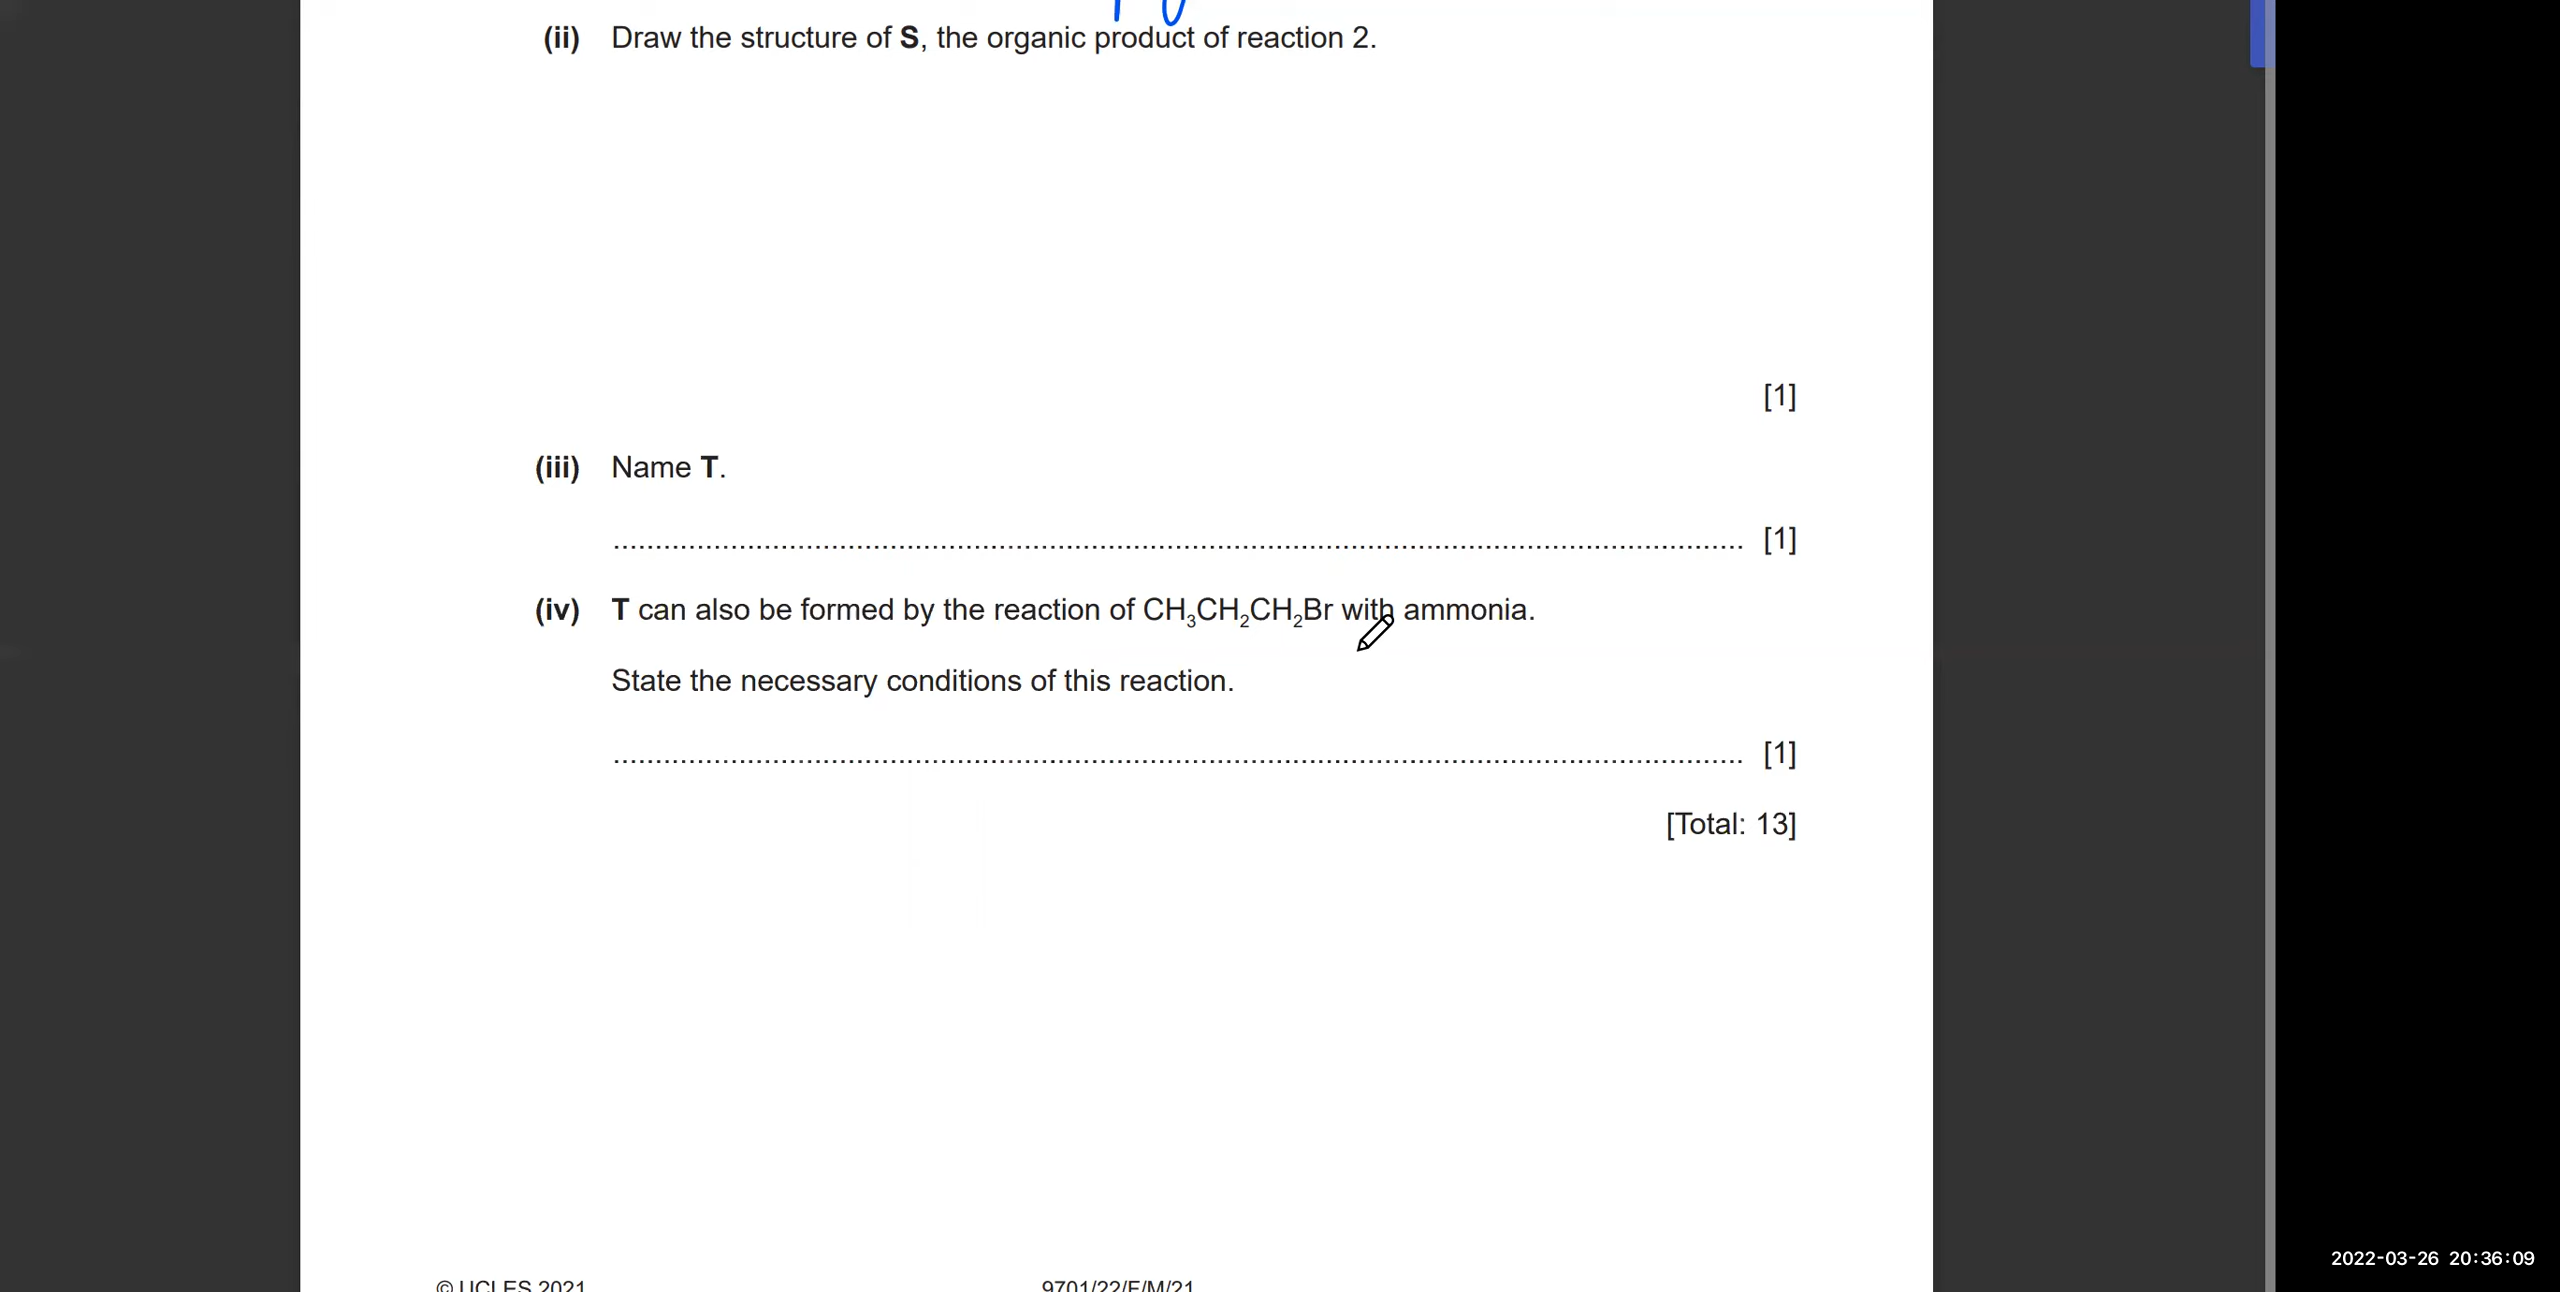 (ii) Draw the structure of S, the organic product of reaction 2.
[1]
(iii) Name T.
.......................................................................................................................................... [1]
(iv) T can also be formed by the reaction of CH₃CH₂CH₂Br with ammonia.
State the necessary conditions of this reaction.
.......................................................................................................................................... [1]
[Total: 13]
© UCLES 2021 9701/22/F/M/21
2022-03-26 20:36:09